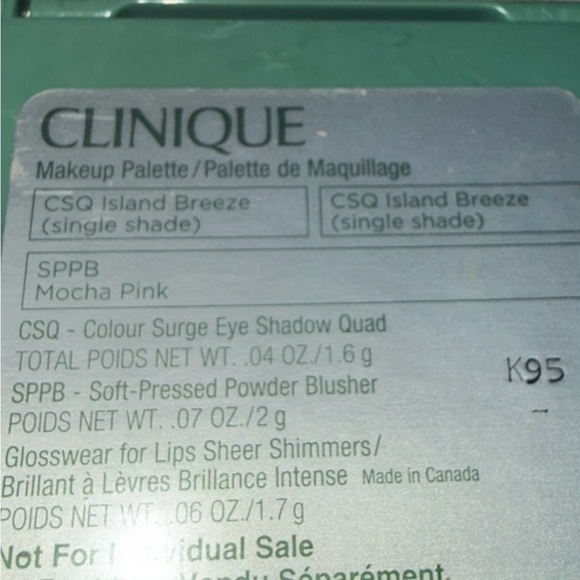 CLINIQUE
Makeup Palette/Palette de Maquillage
CSQ Island Breeze
(single shade)
CSQ Island Breeze
(single shade)
SPPB
Mocha Pink
CSQ - Colour Surge Eye Shadow Quad
TOTAL POIDS NET WT. .04 OZ./1.6 g
SPPB - Soft-Pressed Powder Blusher
K95
POIDS NET WT. .07 OZ./2 g
Glosswear for Lips Sheer Shimmers/
Brillant à Lèvres Brillance Intense Made in Canada
POIDS NET WT. .06 OZ./1.7 g
Not For Sale
Vendu Séparément.